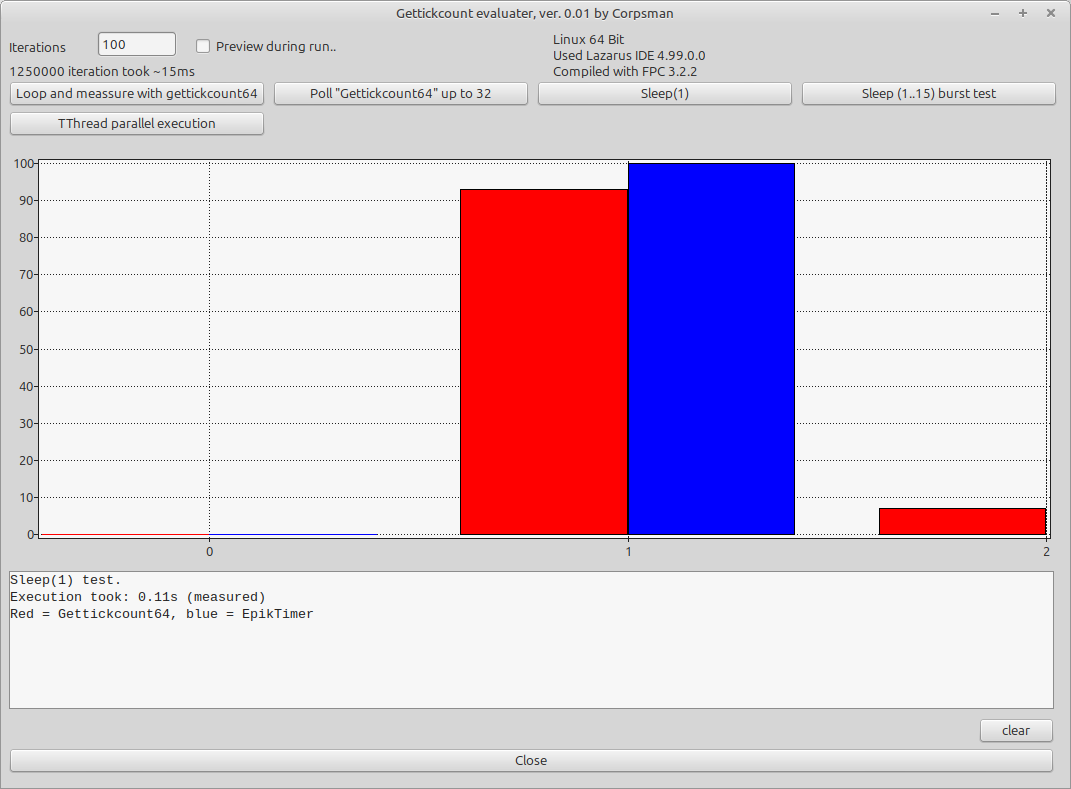 Gettickcount evaluater, ver. 0.01 by Corpsman
Iterations 100 Preview during run..
Linux 64 Bit
Used Lazarus IDE 4.99.0.0
Compiled with FPC 3.2.2
1250000 iteration took ~15ms
Loop and meassure with gettickcount64
Poll "Gettickcount64" up to 32
Sleep(1)
Sleep (1..15) burst test
TThread parallel execution
100
90
80
70
60
50
40
30
20
10
0
0 1 2
Sleep(1) test.
Execution took: 0.11s (measured)
Red = Gettickcount64, blue = EpikTimer
clear
Close